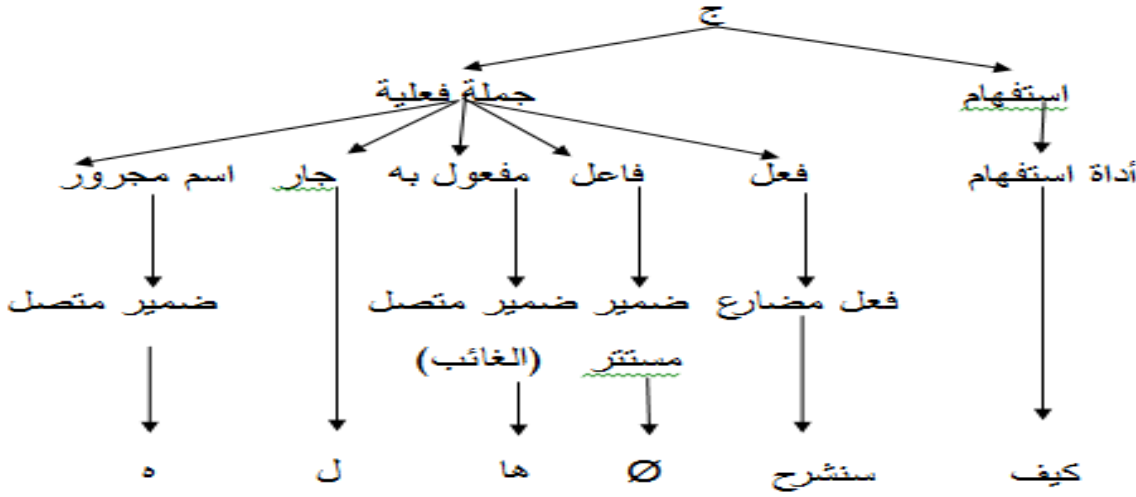 ج
استفهام جملة فعلية
أداة استفهام فعل فاعل مفعول به جار اسم مجرور
فعل مضارع ضمير ضمير متصل ضمير متصل
مستتر (الغائب)
كيف سنشرح Ø ها ل ه